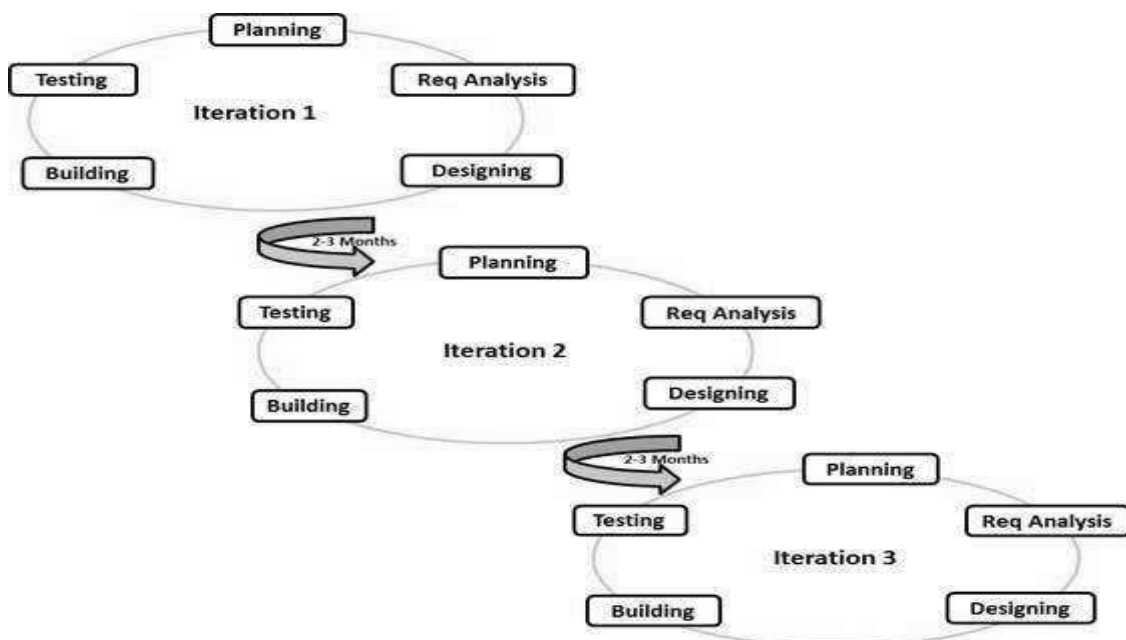 Planning
Testing
Req Analysis
Iteration 1
Building
Designing
2-3 Months
Planning
Testing
Req Analysis
Iteration 2
Building
Designing
2-3 Months
Planning
Testing
Req Analysis
Iteration 3
Building
Designing